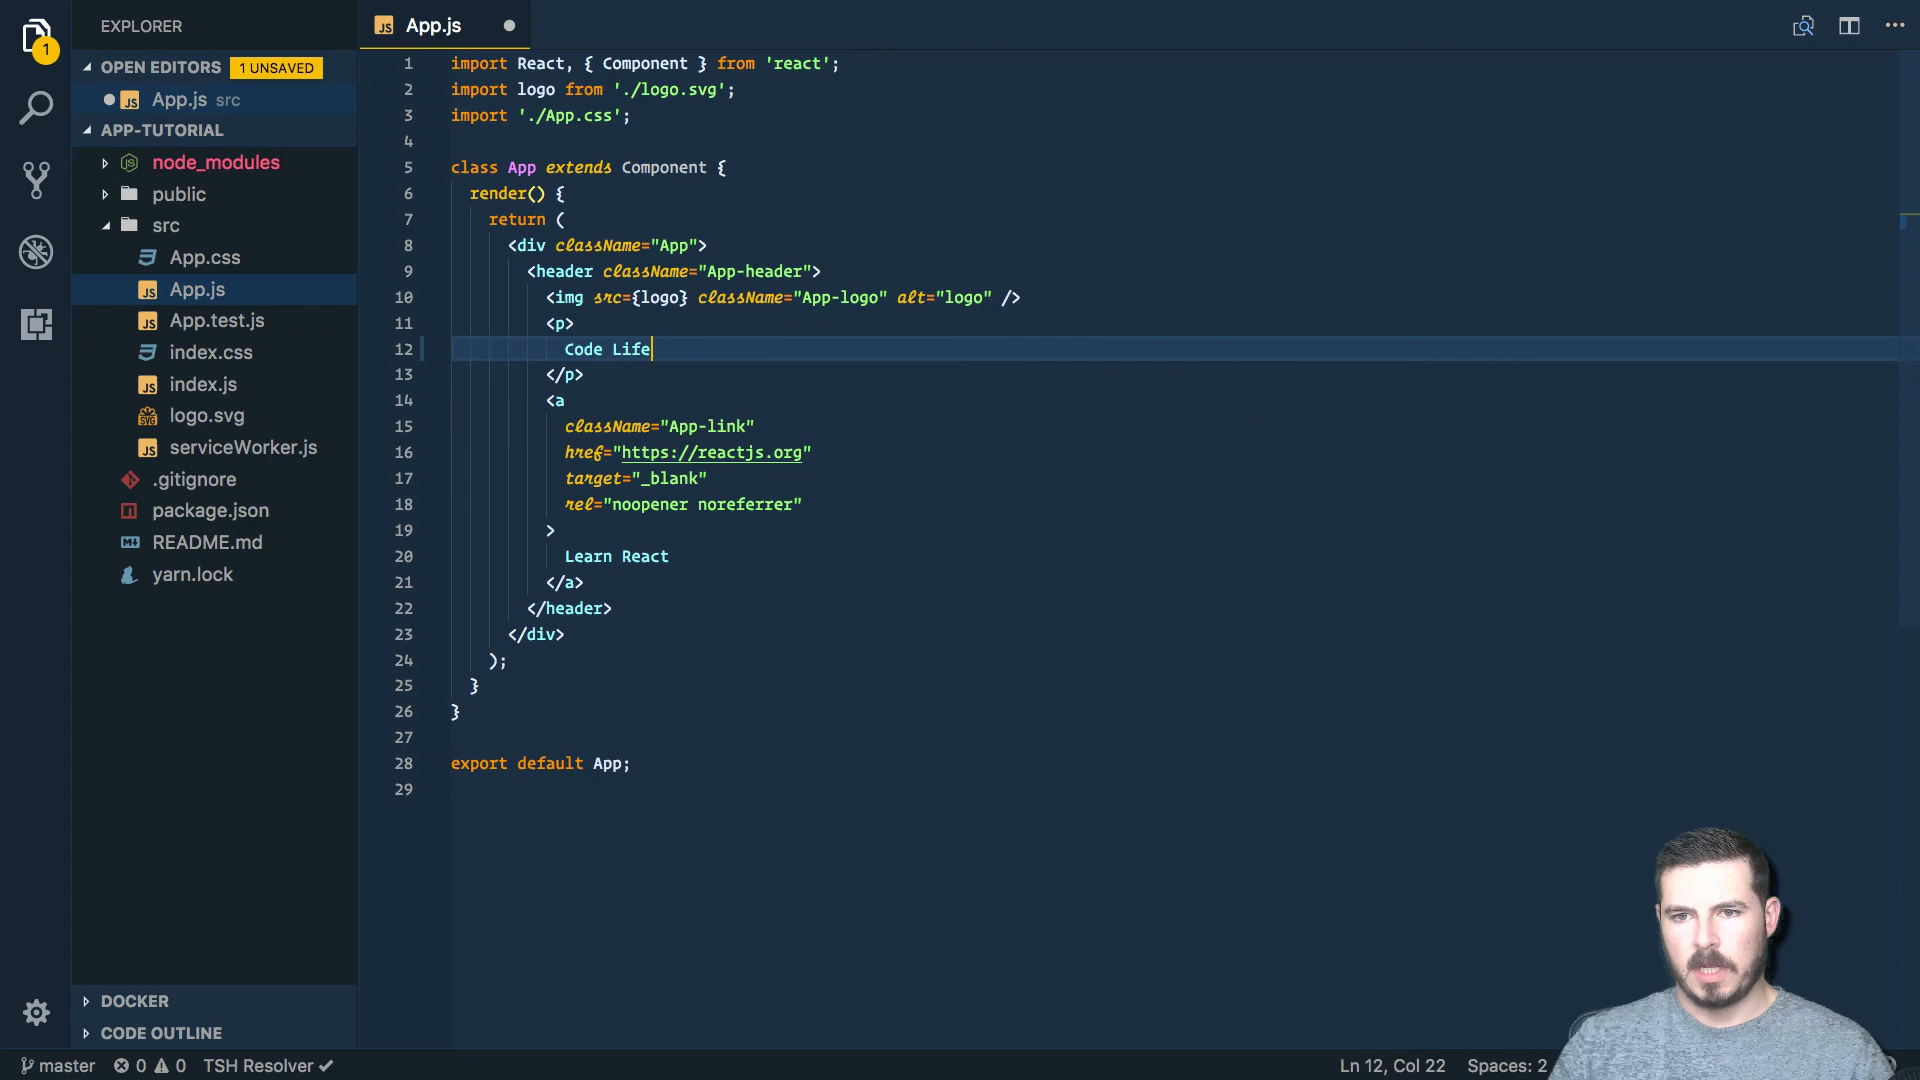 EXPLORER
1
OPEN EDITORS 1 UNSAVED
JS App.js src
APP-TUTORIAL
node_modules
public
src
App.css
JS App.js
JS App.test.js
index.css
JS index.js
SVG logo.svg
JS serviceWorker.js
.gitignore
package.json
README.md
yarn.lock
DOCKER
CODE OUTLINE
JS App.js
1 import React, { Component } from 'react';
2 import logo from './logo.svg';
3 import './App.css';
4
5 class App extends Component {
6 render() {
7 return (
8 <div className="App">
9 <header className="App-header">
10 <img src={logo} className="App-logo" alt="logo" />
11 <p>
12 Code Life
13 </p>
14 <a
15 className="App-link"
16 href="https://reactjs.org"
17 target="_blank"
18 rel="noopener noreferrer"
19 >
20 Learn React
21 </a>
22 </header>
23 </div>
24 );
25 }
26 }
27
28 export default App;
29
master 0 0 TSH Resolver Ln 12, Col 22 Spaces: 2